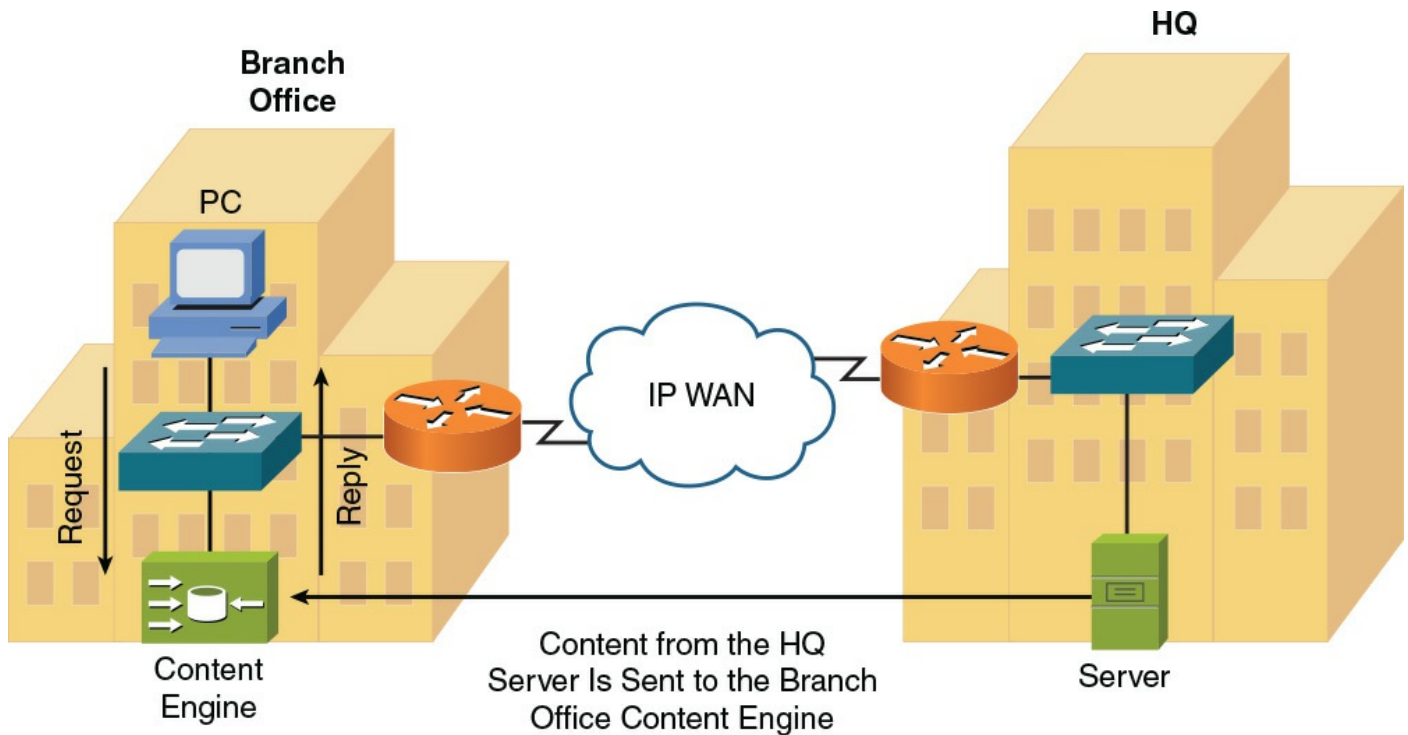 HQ
Branch
Office
PC
IP WAN
Request
Reply
Content
Engine
Content from the HQ
Server Is Sent to the Branch
Office Content Engine
Server